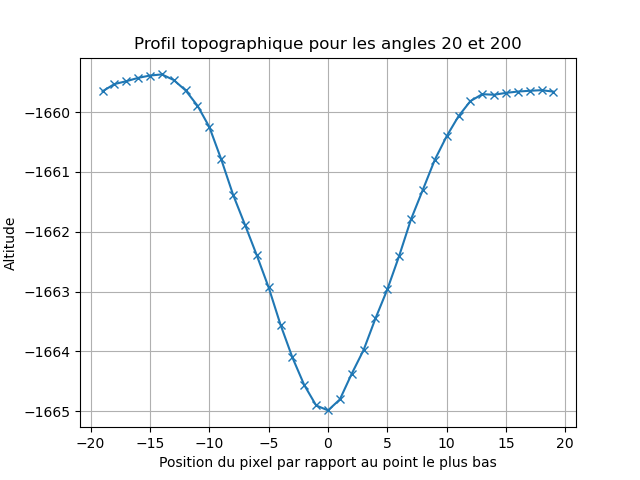 Profil topographique pour les angles 20 et 200
Altitude
−1660
−1661
−1662
−1663
−1664
−1665
−20 −15 −10 −5 0 5 10 15 20
Position du pixel par rapport au point le plus bas